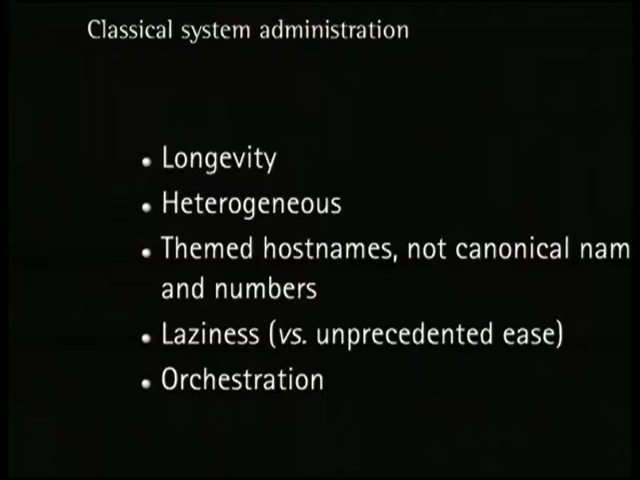 Classical system administration
• Longevity
• Heterogeneous
• Themed hostnames, not canonical nam
and numbers
• Laziness (vs. unprecedented ease)
• Orchestration